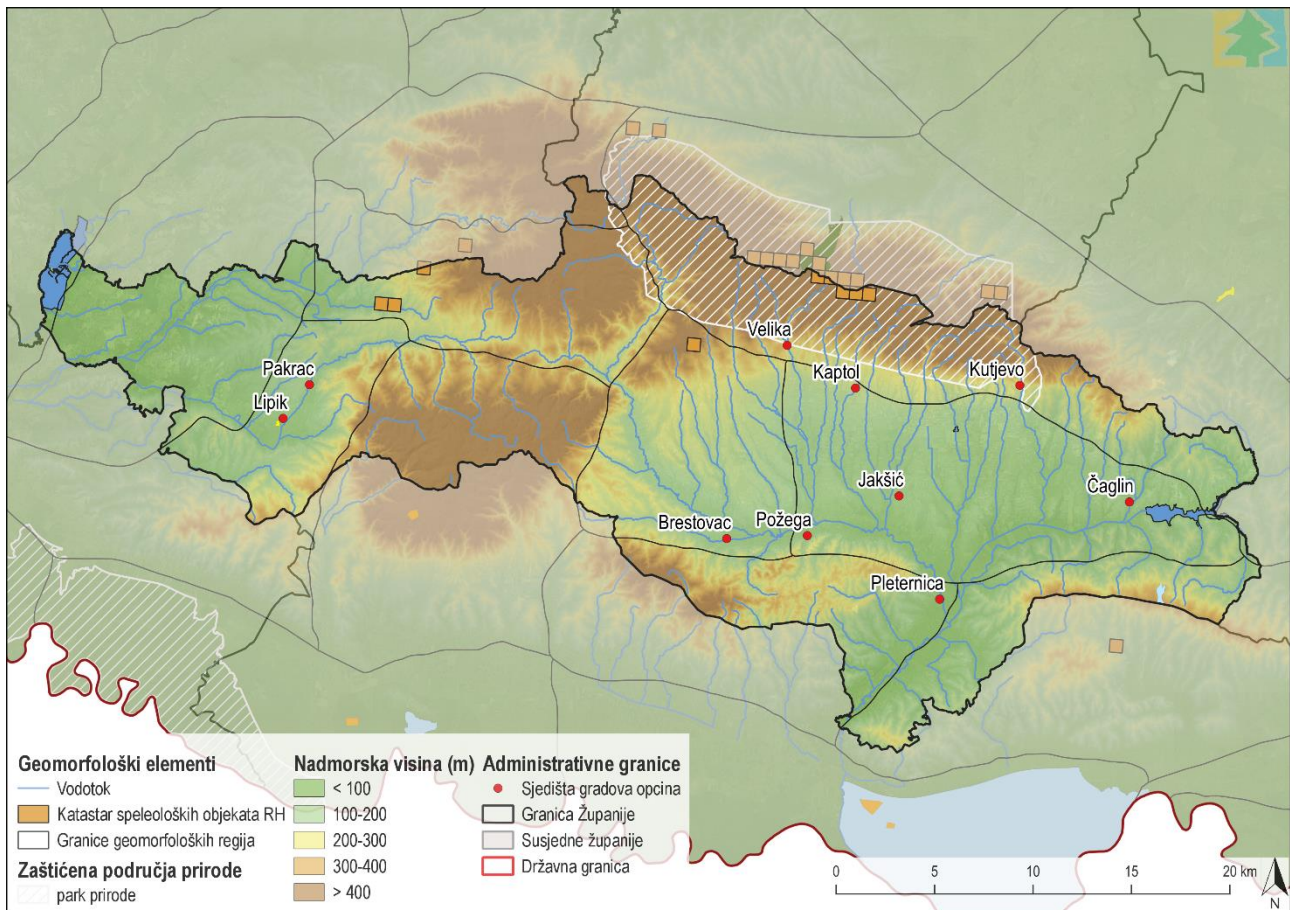 Velika
Pakrac
Kaptol
Kutjevo
Lipik
Jakšić
Čaglin
Brestovac
Požega
Pleternica
Geomorfološki elementi
Vodotok
Katastar speleoloških objekata RH
Granice geomorfoloških regija
Zaštićena područja prirode
park prirode
Nadmorska visina (m)
< 100
100-200
200-300
300-400
> 400
Administrativne granice
Sjedišta gradova opcina
Granica Županije
Susjedne županije
Državna granica
0 5 10 15 20 km
N